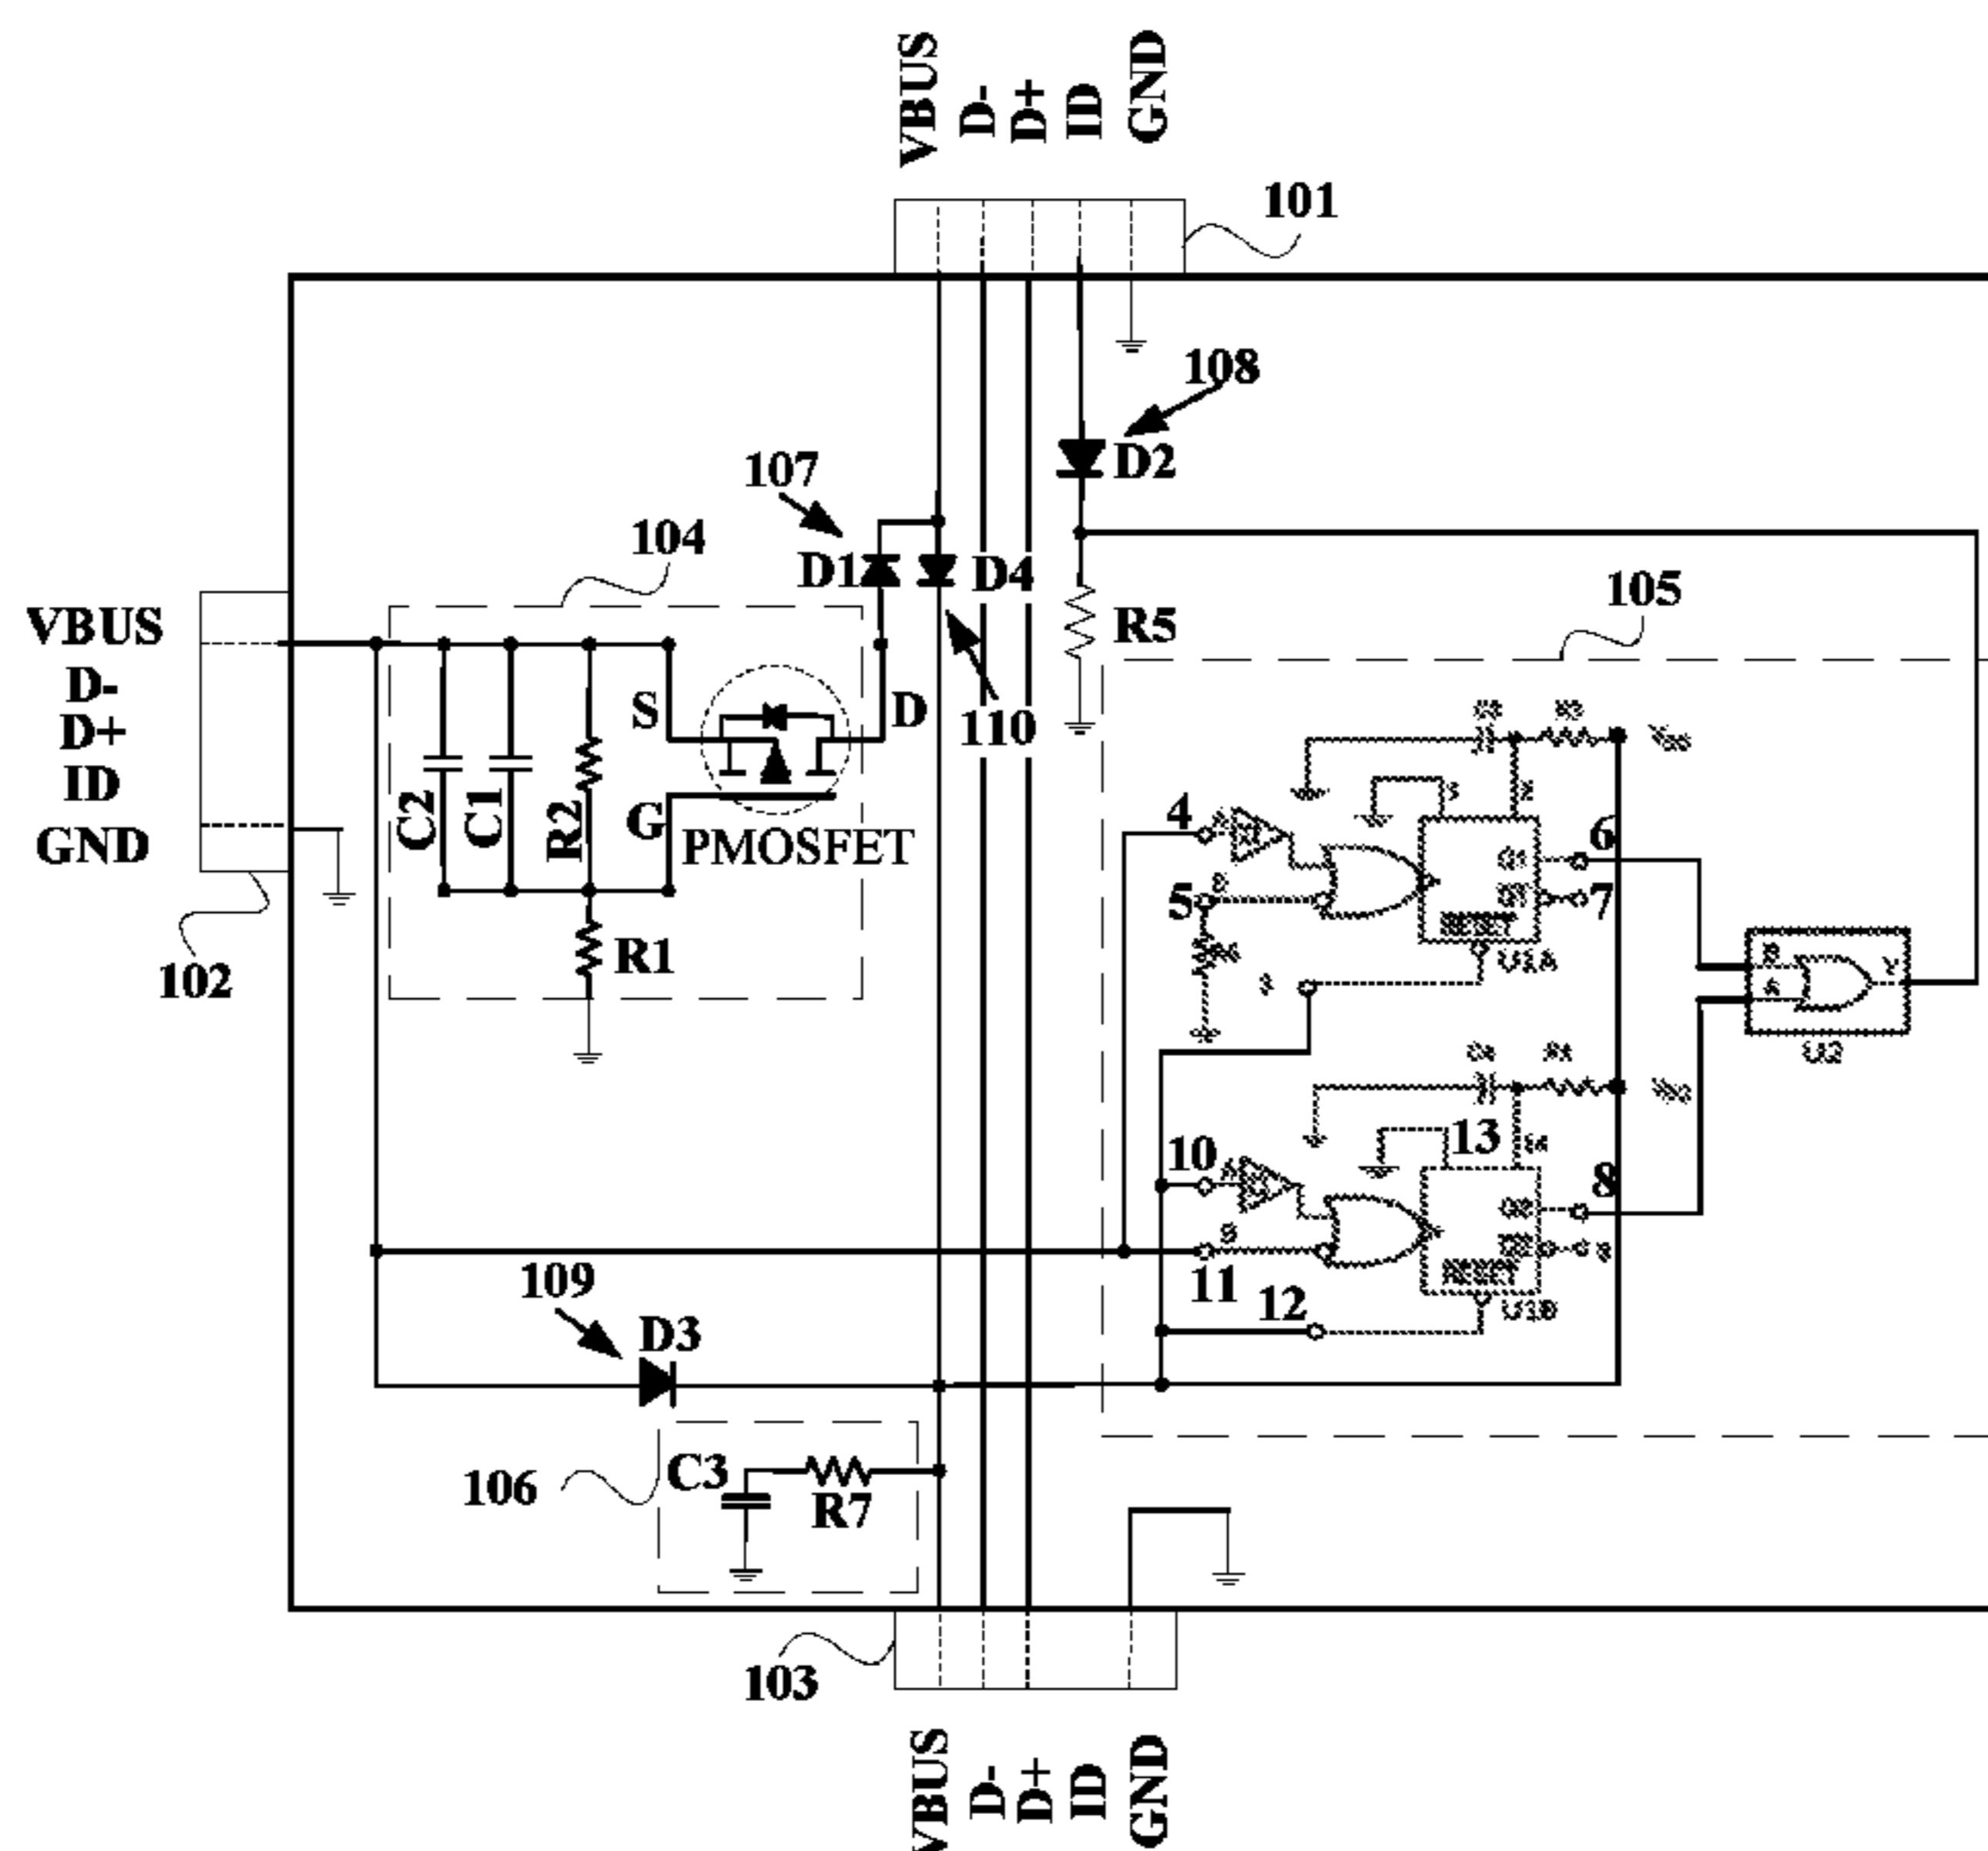 VBUS
D-
D+
ID
GND
101
108
D2
107
104
D1
D4
R5
105
VBUS
D-
D+
ID
GND
S
D
110
C2
C1
R2
G
PMOSFET
4
6
5
7
RESET
U1A
R1
102
U2
13
10
8
RESET
11
12
U1B
109
D3
106
C3
R7
103
VBUS
D-
D+
ID
GND